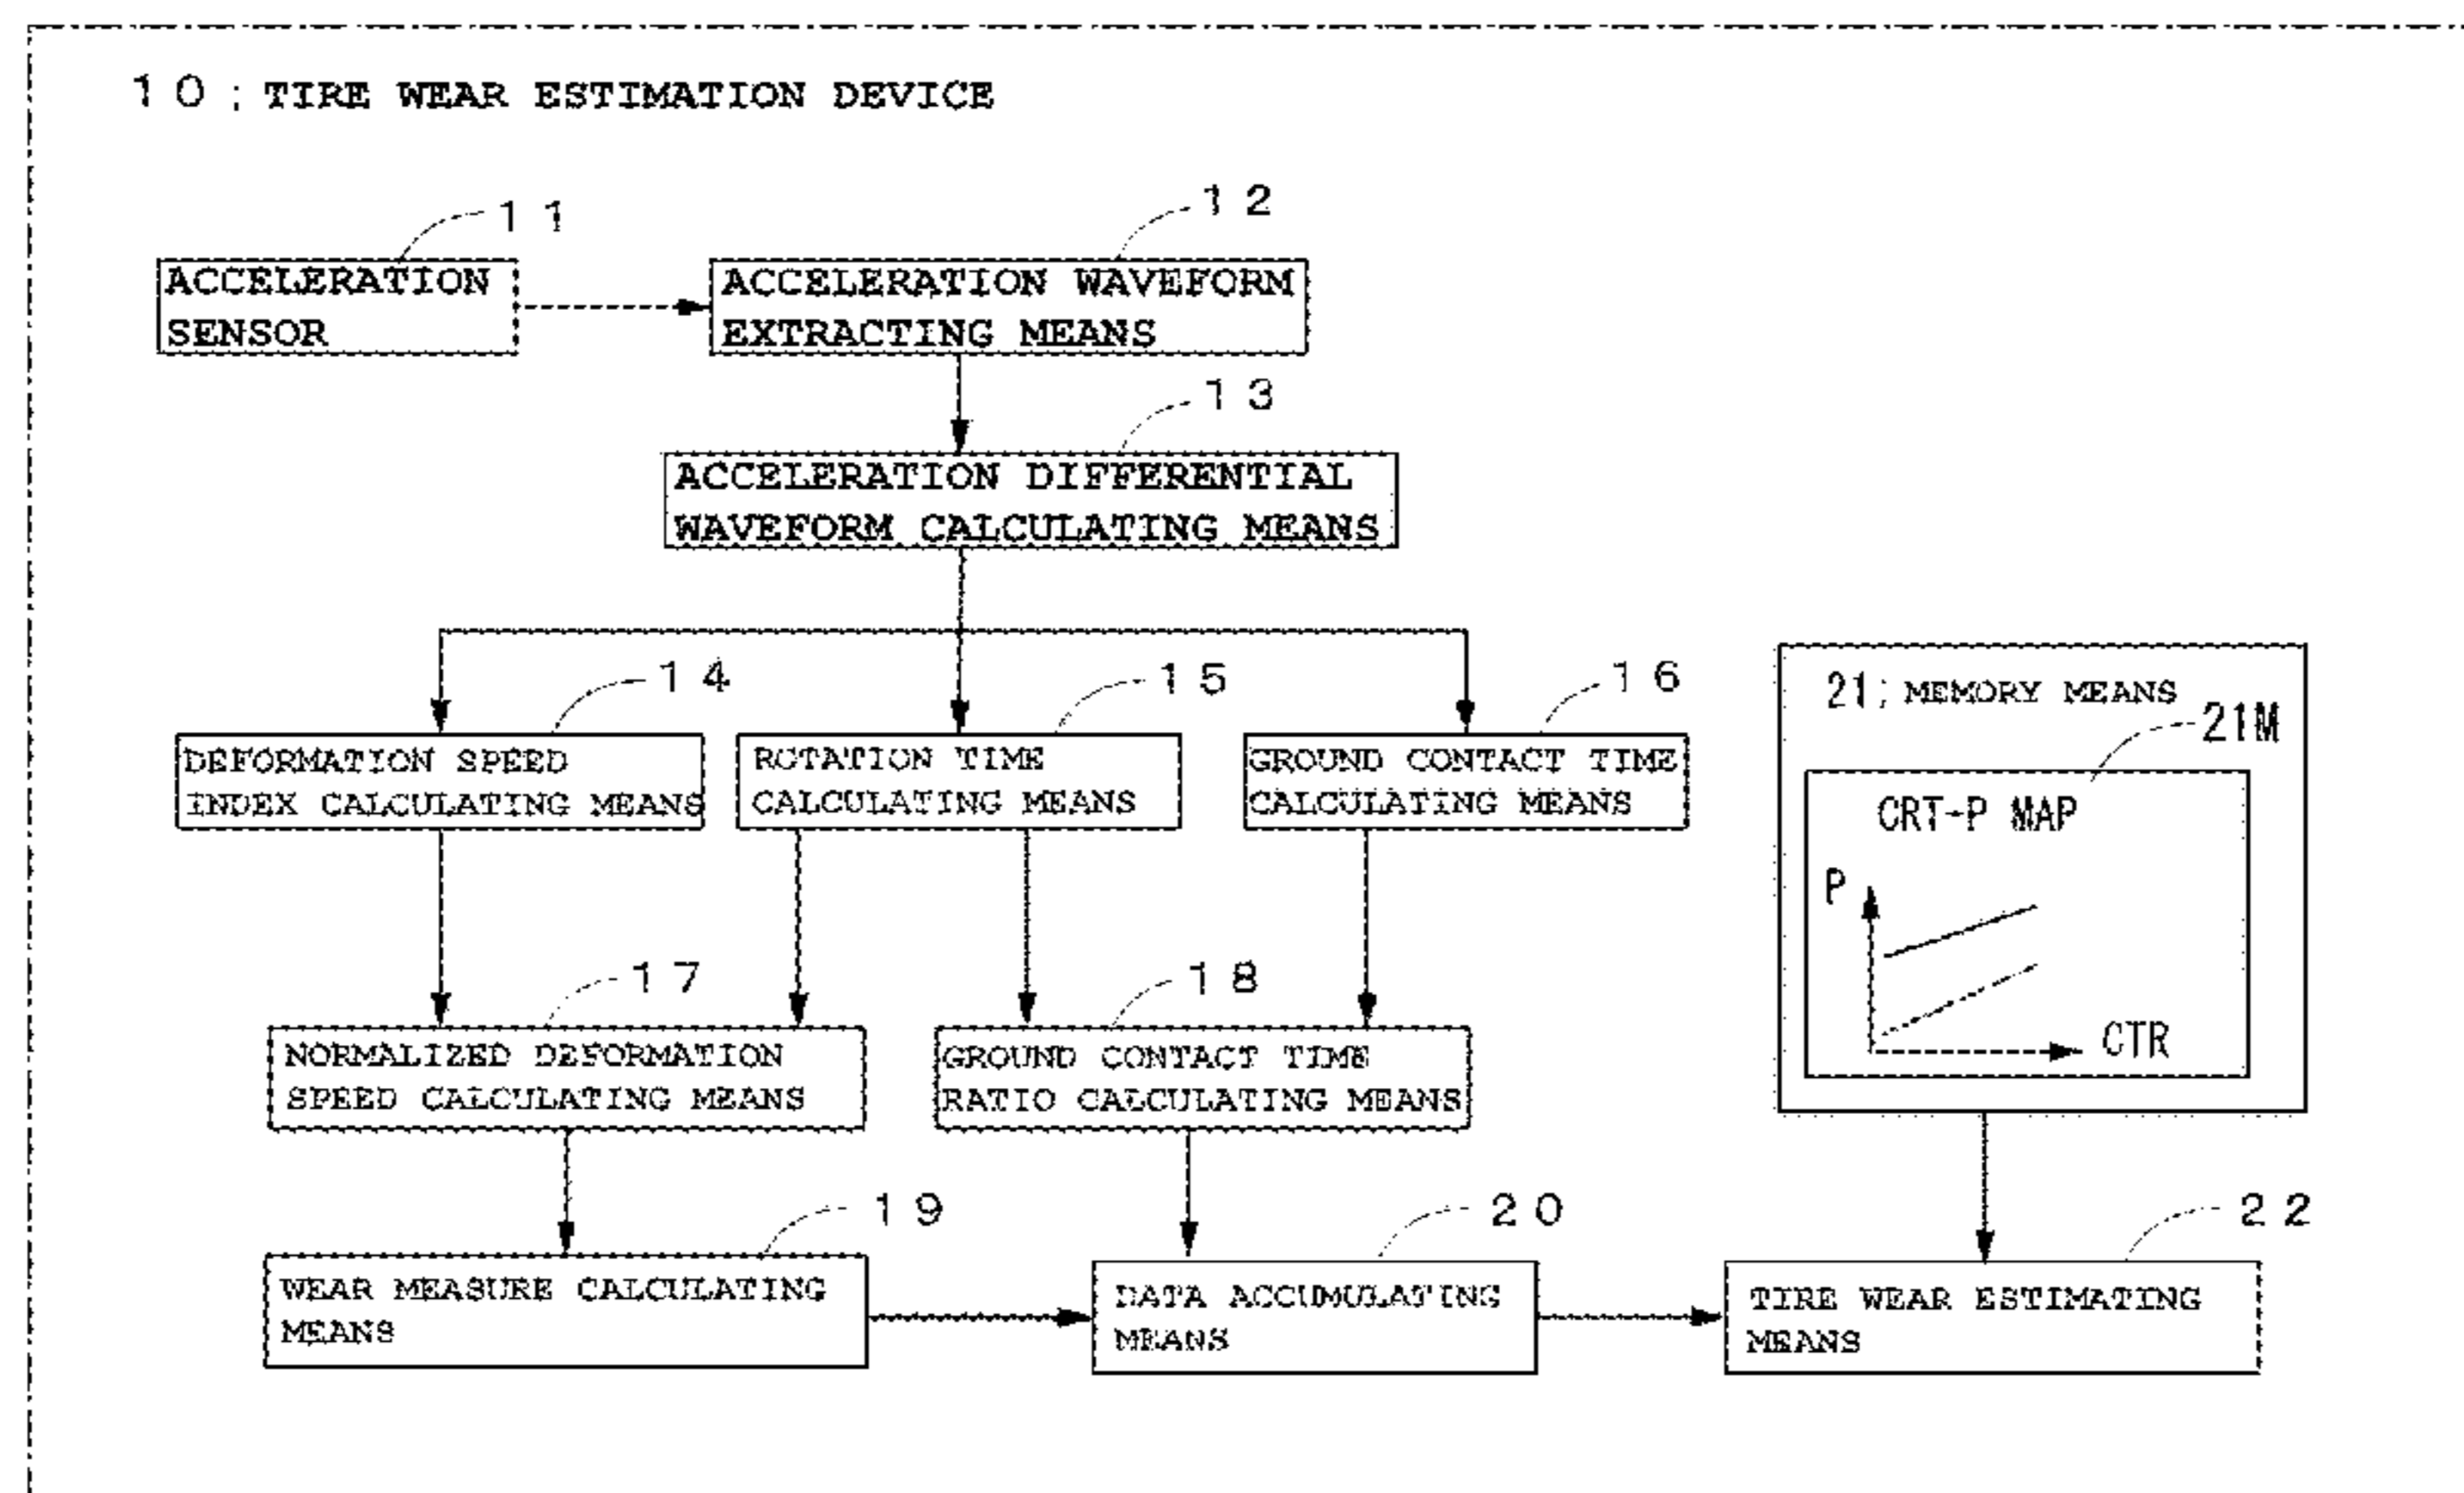 10; TIRE WEAR ESTIMATION DEVICE
11
12
ACCELERATION
SENSOR
ACCELERATION WAVEFORM
EXTRACTING MEANS
13
ACCELERATION DIFFERENTIAL
WAVEFORM CALCULATING MEANS
14
15
16
DEFORMATION SPEED
INDEX CALCULATING MEANS
ROTATION TIME
CALCULATING MEANS
GROUND CONTACT TIME
CALCULATING MEANS
21; MEMORY MEANS
21M
CRT-P MAP
P
CTR
17
18
NORMALIZED DEFORMATION
SPEED CALCULATING MEANS
GROUND CONTACT TIME
RATIO CALCULATING MEANS
19
20
22
WEAR MEASURE CALCULATING
MEANS
DATA ACCUMULATING
MEANS
TIRE WEAR ESTIMATING
MEANS